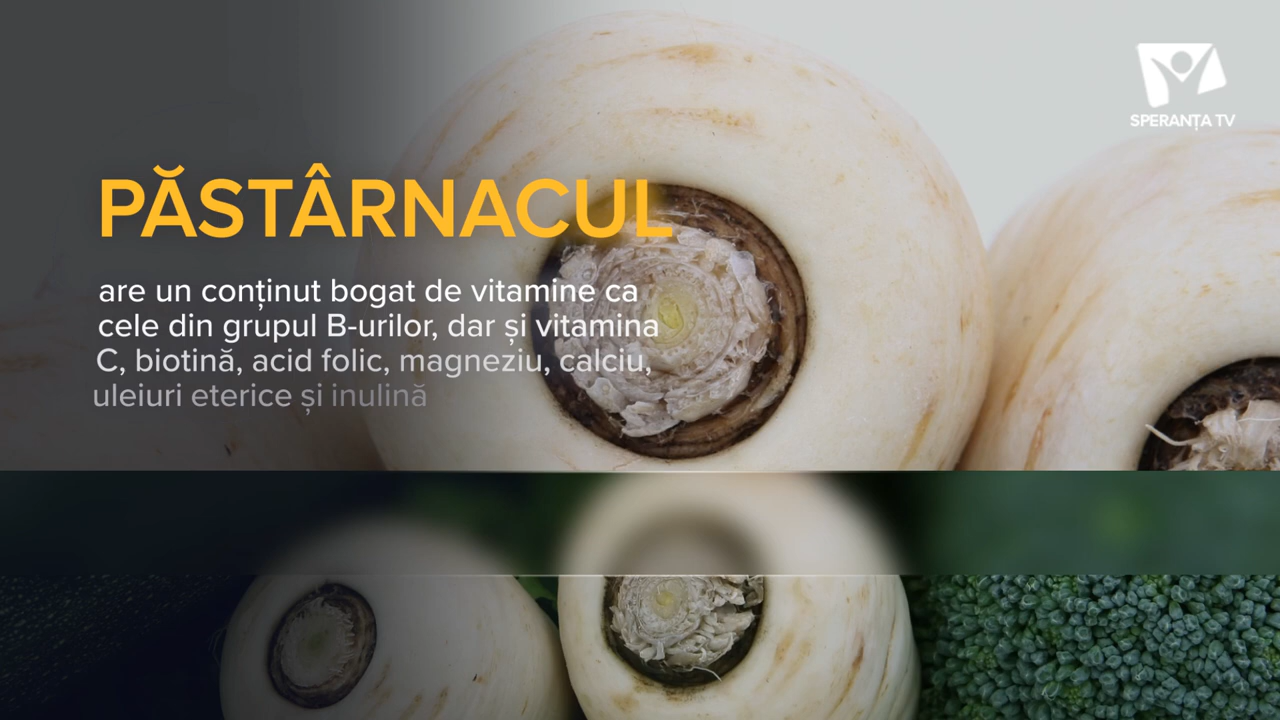 SPERANȚA TV
PĂSTÂRNACUL
are un conținut bogat de vitamine ca
cele din grupul B-urilor, dar și vitamina
C, biotină, acid folic, magneziu, calciu,
uleiuri eterice și inulină